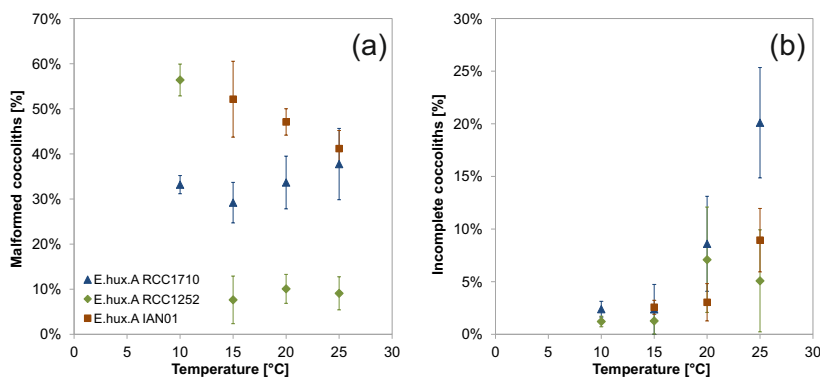 70%
60%
50%
40%
30%
20%
10%
0%
Malformed coccoliths [%]
(a)
E.hux.A RCC1710
E.hux.A RCC1252
E.hux.A IAN01
0 5 10 15 20 25 30
Temperature [°C]
30%
25%
20%
15%
10%
5%
0%
Incomplete coccoliths [%]
(b)
0 5 10 15 20 25 30
Temperature [°C]